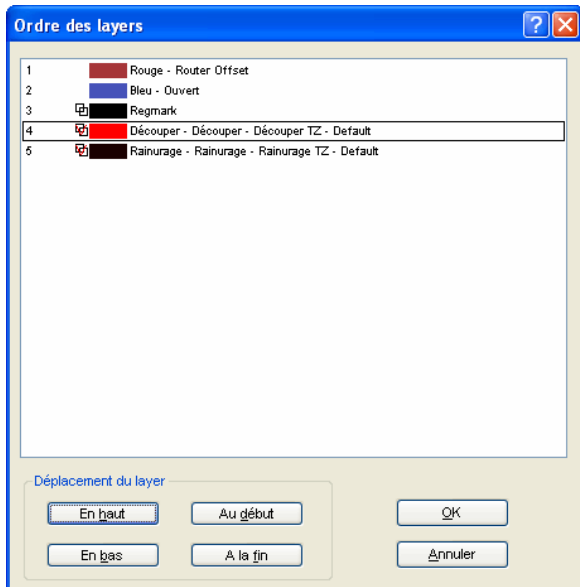 Ordre des layers
1 Rouge - Router Offset
2 Bleu - Ouvert
3 Regmark
4 Découper - Découper - Découper TZ - Default
5 Rainurage - Rainurage - Rainurage TZ - Default
Déplacement du layer
En haut Au début OK
En bas A la fin Annuler